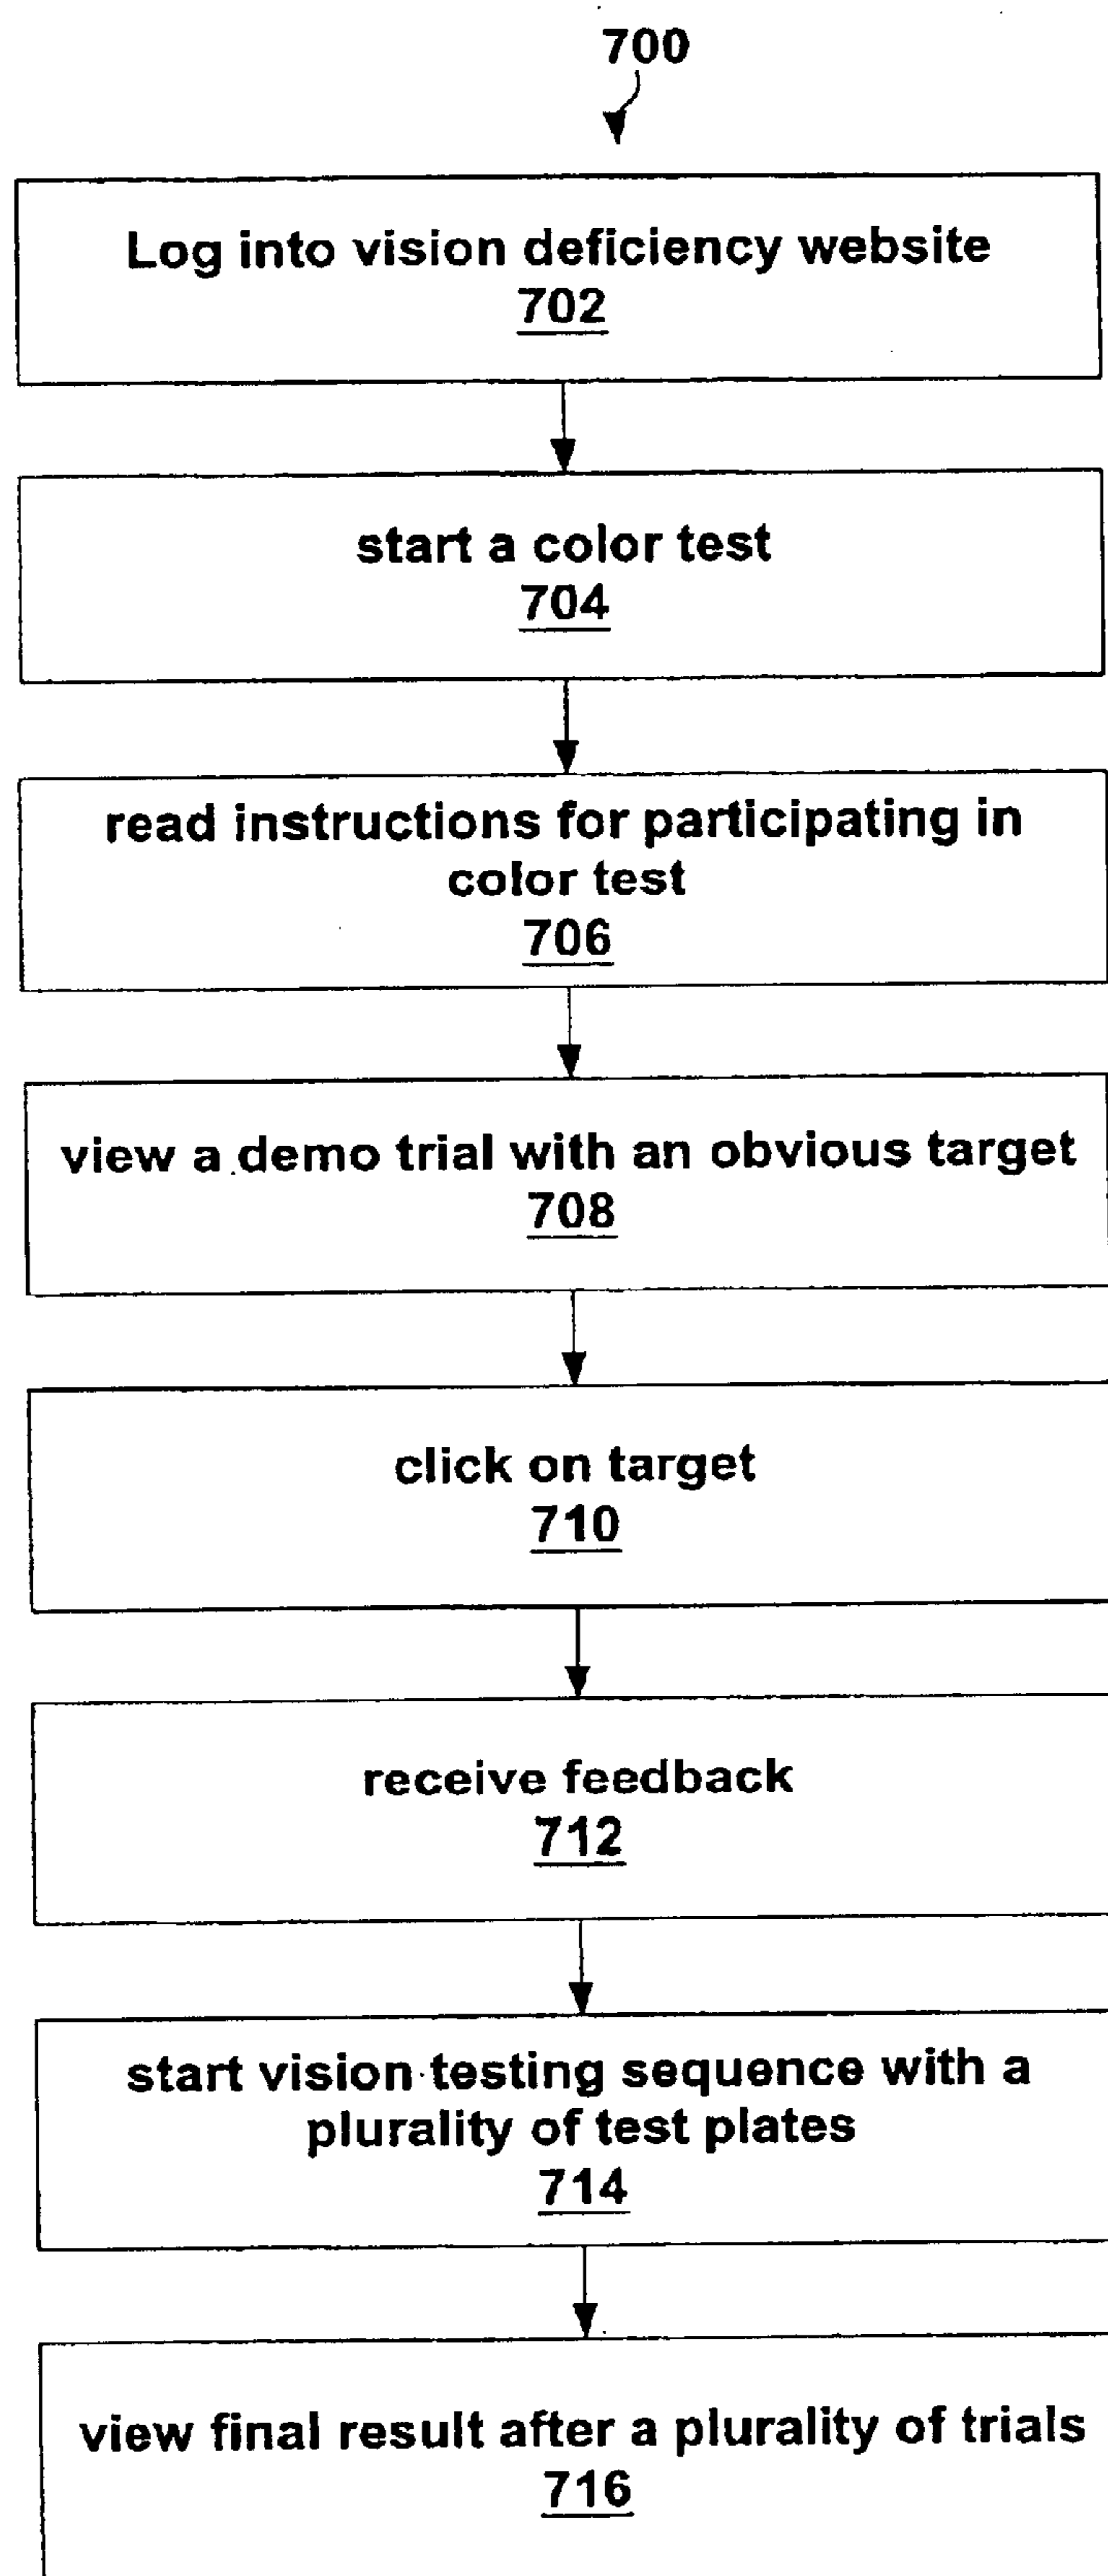 700
Log into vision deficiency website
702
start a color test
704
read instructions for participating in
color test
706
view a demo trial with an obvious target
708
click on target
710
receive feedback
712
start vision testing sequence with a
plurality of test plates
714
view final result after a plurality of trials
716